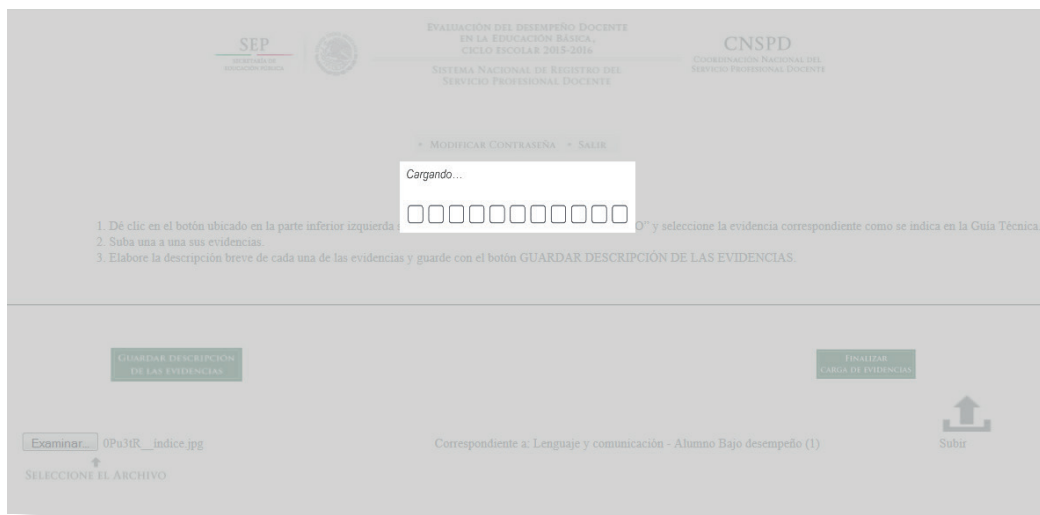 SEP
SECRETARÍA DE
EDUCACIÓN PÚBLICA
EVALUACIÓN DEL DESEMPEÑO DOCENTE
EN LA EDUCACIÓN BÁSICA,
CICLO ESCOLAR 2015-2016
SISTEMA NACIONAL DE REGISTRO DEL
SERVICIO PROFESIONAL DOCENTE
CNSPD
COORDINACIÓN NACIONAL DEL
SERVICIO PROFESIONAL DOCENTE
MODIFICAR CONTRASEÑA SALIR
Cargando...
1. Dé clic en el botón ubicado en la parte inferior izquierda O" y seleccione la evidencia correspondiente como se indica en la Guía Técnica.
2. Suba una a una sus evidencias.
3. Elabore la descripción breve de cada una de las evidencias y guarde con el botón GUARDAR DESCRIPCIÓN DE LAS EVIDENCIAS.
GUARDAR DESCRIPCIÓN
DE LAS EVIDENCIAS
FINALIZAR
CARGA DE EVIDENCIAS
Examinar... 0Pu3tR__indice.jpg
Correspondiente a: Lenguaje y comunicación - Alumno Bajo desempeño (1)
Subir
SELECCIONE EL ARCHIVO